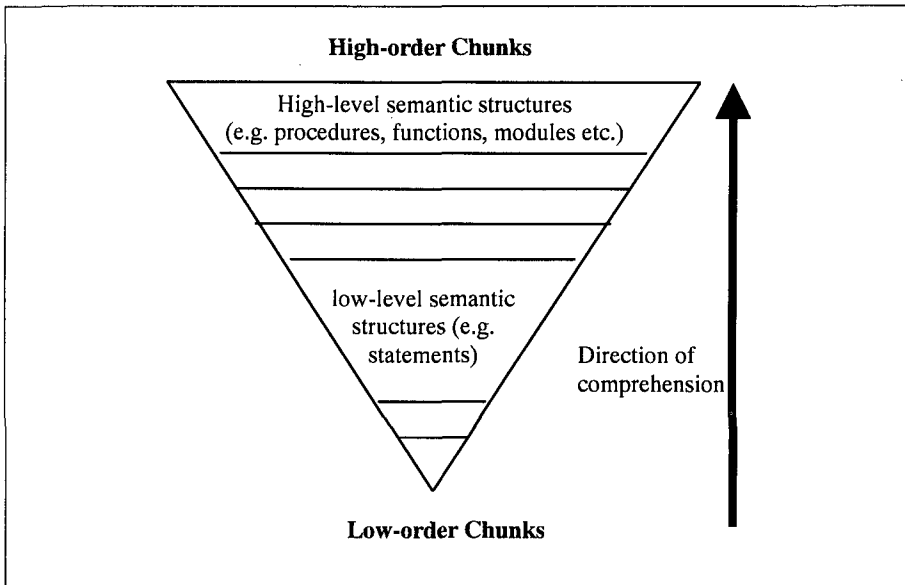 High-order Chunks
High-level semantic structures
(e.g. procedures, functions, modules etc.)
low-level semantic
structures (e.g.
statements)
Direction of
comprehension
Low-order Chunks